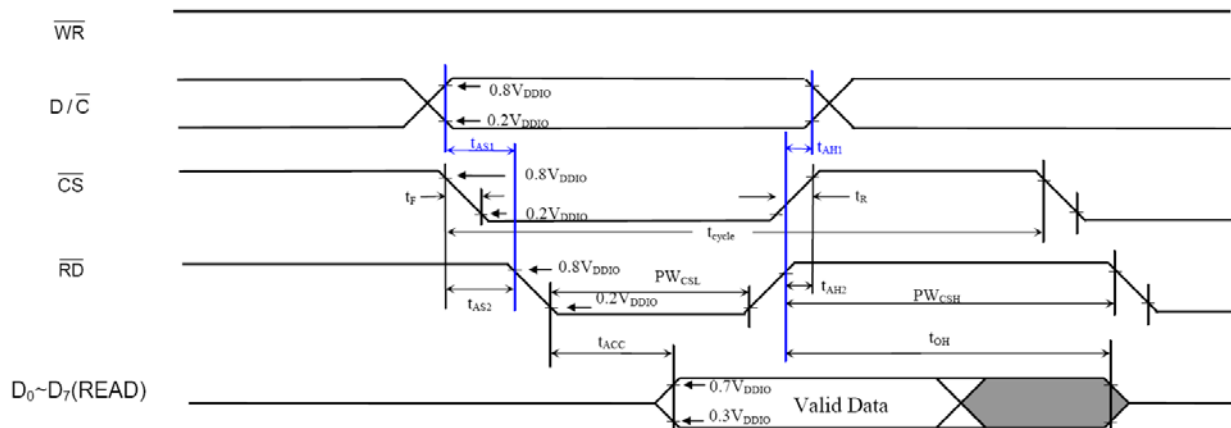 WR
D / C
0.8VDDIO
0.2VDDIO
tAS1
tAH1
CS
0.8VDDIO
tF
tR
0.2VDDIO
tcycle
RD
0.8VDDIO
PWCSL
tAS2
0.2VDDIO
tAH2
PWCSH
tACC
tOH
D0~D7(READ)
0.7VDDIO
Valid Data
0.3VDDIO